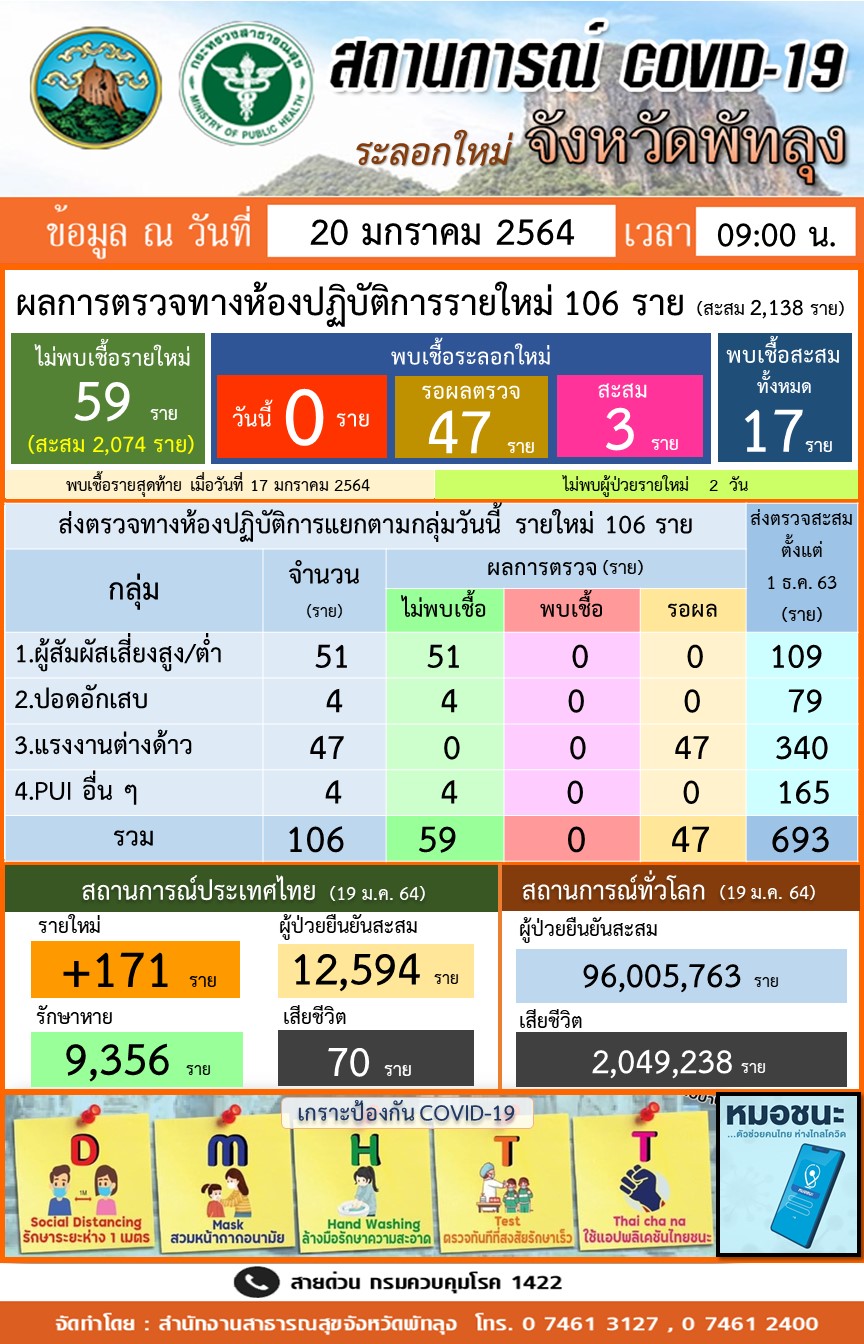 กระทรวงสาธารณสุข
MINISTRY OF PUBLIC HEALTH
สถานการณ์ COVID-19
ระลอกใหม่ จังหวัดพัทลุง
ข้อมูล ณ วันที่ 20 มกราคม 2564 เวลา 09:00 น.
ผลการตรวจทางห้องปฏิบัติการรายใหม่ 106 ราย (สะสม 2,138 ราย)
ไม่พบเชื้อรายใหม่
59 ราย
(สะสม 2,074 ราย)
พบเชื้อระลอกใหม่
วันนี้ 0 ราย
รอผลตรวจ
47 ราย
สะสม
3 ราย
พบเชื้อสะสม
ทั้งหมด
17 ราย
พบเชื้อรายสุดท้าย เมื่อวันที่ 17 มกราคม 2564
ไม่พบผู้ป่วยรายใหม่ 2 วัน
ส่งตรวจทางห้องปฏิบัติการแยกตามกลุ่มวันนี้ รายใหม่ 106 ราย
ส่งตรวจสะสม
ตั้งแต่
1 ธ.ค. 63
(ราย)
กลุ่ม
จำนวน
(ราย)
ผลการตรวจ (ราย)
ไม่พบเชื้อ พบเชื้อ รอผล
1.ผู้สัมผัสเสี่ยงสูง/ต่ำ 51 51 0 0 109
2.ปอดอักเสบ 4 4 0 0 79
3.แรงงานต่างด้าว 47 0 0 47 340
4.PUI อื่น ๆ 4 4 0 0 165
รวม 106 59 0 47 693
สถานการณ์ประเทศไทย (19 ม.ค. 64)
รายใหม่
+171 ราย
ผู้ป่วยยืนยันสะสม
12,594 ราย
รักษาหาย
9,356 ราย
เสียชีวิต
70 ราย
สถานการณ์ทั่วโลก (19 ม.ค. 64)
ผู้ป่วยยืนยันสะสม
96,005,763 ราย
เสียชีวิต
2,049,238 ราย
เกราะป้องกัน COVID-19
D
1M
Social Distancing
รักษาระยะห่าง 1 เมตร
M
Mask
สวมหน้ากากอนามัย
H
Hand Washing
ล้างมือรักษาความสะอาด
T
Test
ตรวจทันทีที่สงสัยรักษาเร็ว
T
Thai cha na
ใช้แอปพลิเคชันไทยชนะ
หมอชนะ
...ตัวช่วยคนไทย ห่างไกลโควิด
สายด่วน กรมควบคุมโรค 1422
จัดทำโดย : สำนักงานสาธารณสุขจังหวัดพัทลุง โทร. 0 7461 3127 , 0 7461 2400